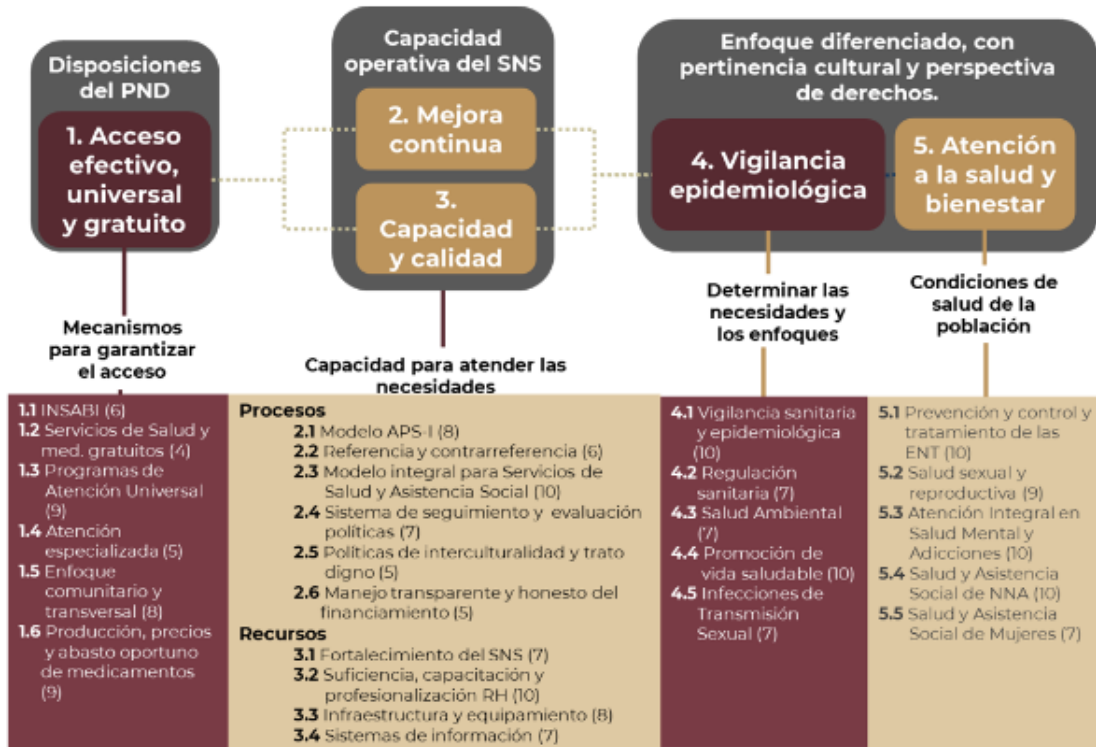 Disposiciones
del PND
1. Acceso
efectivo,
universal
y gratuito
Capacidad
operativa del SNS
2. Mejora
continua
3.
Capacidad
y calidad
Enfoque diferenciado, con
pertinencia cultural y perspectiva
de derechos.
4. Vigilancia
epidemiológica
5. Atención
a la salud y
bienestar
Mecanismos
para garantizar
el acceso
Capacidad para atender las
necesidades
Determinar las
necesidades y
los enfoques
Condiciones de
salud de la
población
1.1 INSABI (6)
1.2 Servicios de Salud y
med. gratuitos (4)
1.3 Programas de
Atención Universal
(9)
1.4 Atención
especializada (5)
1.5 Enfoque
comunitario y
transversal (8)
1.6 Producción, precios
y abasto oportuno
de medicamentos
(9)
Procesos
2.1 Modelo APS-I (8)
2.2 Referencia y contrarreferencia (6)
2.3 Modelo integral para Servicios de
Salud y Asistencia Social (10)
2.4 Sistema de seguimiento y evaluación
políticas (7)
2.5 Políticas de interculturalidad y trato
digno (5)
2.6 Manejo transparente y honesto del
financiamiento (5)
Recursos
3.1 Fortalecimiento del SNS (7)
3.2 Suficiencia, capacitación y
profesionalización RH (10)
3.3 Infraestructura y equipamiento (8)
3.4 Sistemas de información (7)
4.1 Vigilancia sanitaria
y epidemiológica
(10)
4.2 Regulación
sanitaria (7)
4.3 Salud Ambiental
(7)
4.4 Promoción de
vida saludable (10)
4.5 Infecciones de
Transmisión
Sexual (7)
5.1 Prevención y control y
tratamiento de las
ENT (10)
5.2 Salud sexual y
reproductiva (9)
5.3 Atención Integral en
Salud Mental y
Adicciones (10)
5.4 Salud y Asistencia
Social de NNA (10)
5.5 Salud y Asistencia
Social de Mujeres (7)